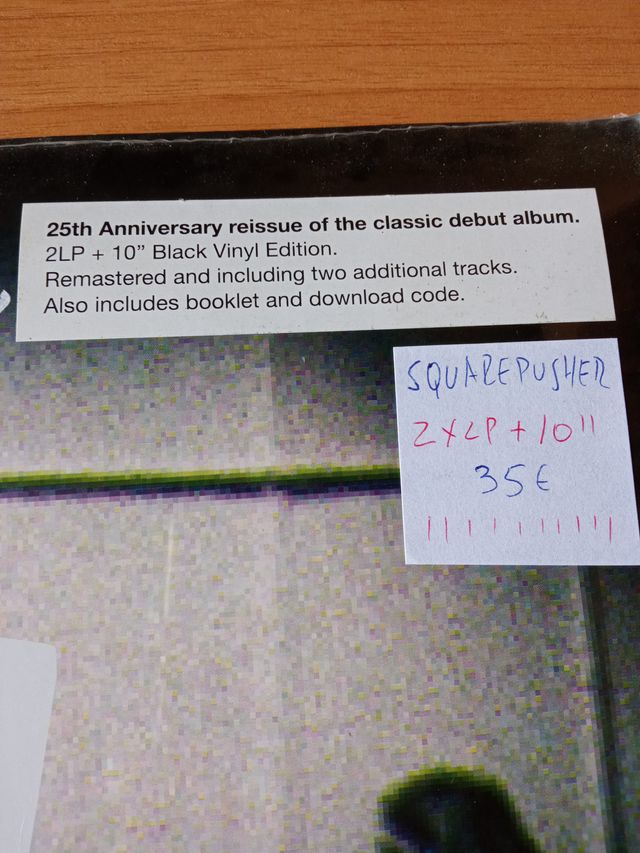 25th Anniversary reissue of the classic debut album.
2LP + 10” Black Vinyl Edition.
Remastered and including two additional tracks.
Also includes booklet and download code.
SQUAREPUSHER
2XLP + 10"
35€